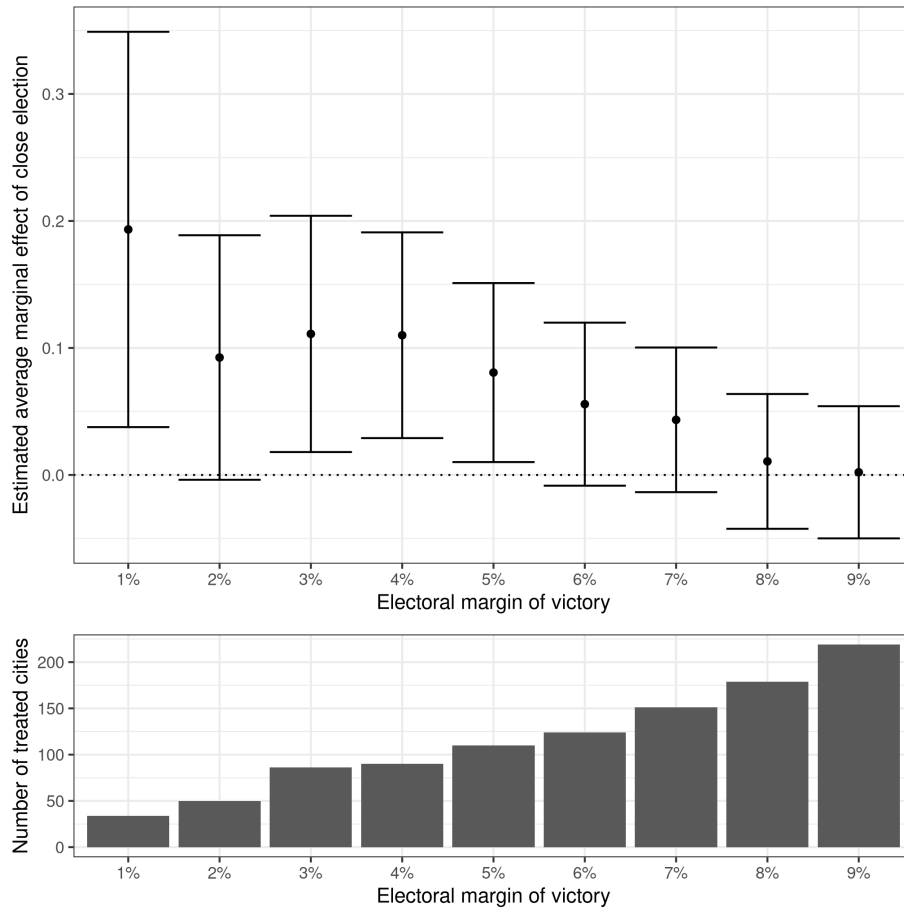 Estimated average marginal effect of close election
0.3
0.2
0.1
0.0
1% 2% 3% 4% 5% 6% 7% 8% 9%
Electoral margin of victory
Number of treated cities
200
150
100
50
0
1% 2% 3% 4% 5% 6% 7% 8% 9%
Electoral margin of victory